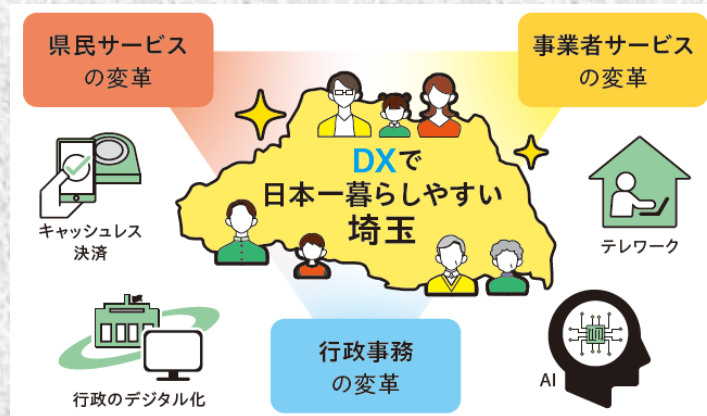 県民サービス
の変革
事業者サービス
の変革
DXで
日本一暮らしやすい
埼玉
キャッシュレス
決済
テレワーク
行政のデジタル化
行政事務
の変革
AI